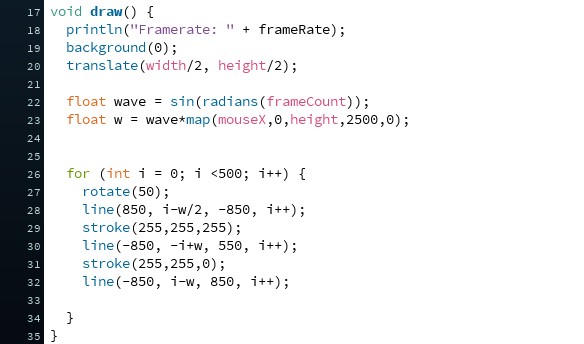 17 void draw() {
18 println("Framerate: " + frameRate);
19 background(0);
20 translate(width/2, height/2);
21
22 float wave = sin(radians(frameCount));
23 float w = wave*map(mouseX,0,height,2500,0);
24
25
26 for (int i = 0; i <500; i++) {
27 rotate(50);
28 line(850, i-w/2, -850, i++);
29 stroke(255,255,255);
30 line(-850, -i+w, 550, i++);
31 stroke(255,255,0);
32 line(-850, i-w, 850, i++);
33
34 }
35 }